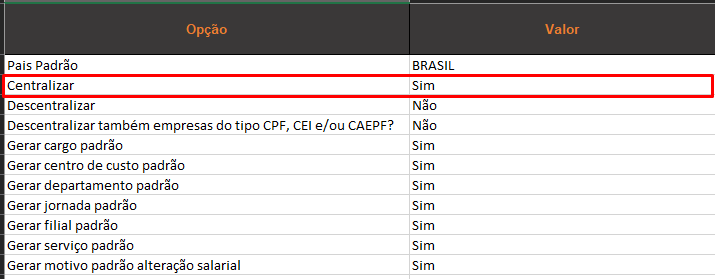 Opção Valor
Pais Padrão BRASIL
Centralizar Sim
Descentralizar Não
Descentralizar também empresas do tipo CPF, CEI e/ou CAEPF? Não
Gerar cargo padrão Sim
Gerar centro de custo padrão Sim
Gerar departamento padrão Sim
Gerar jornada padrão Sim
Gerar filial padrão Sim
Gerar serviço padrão Sim
Gerar motivo padrão alteração salarial Sim